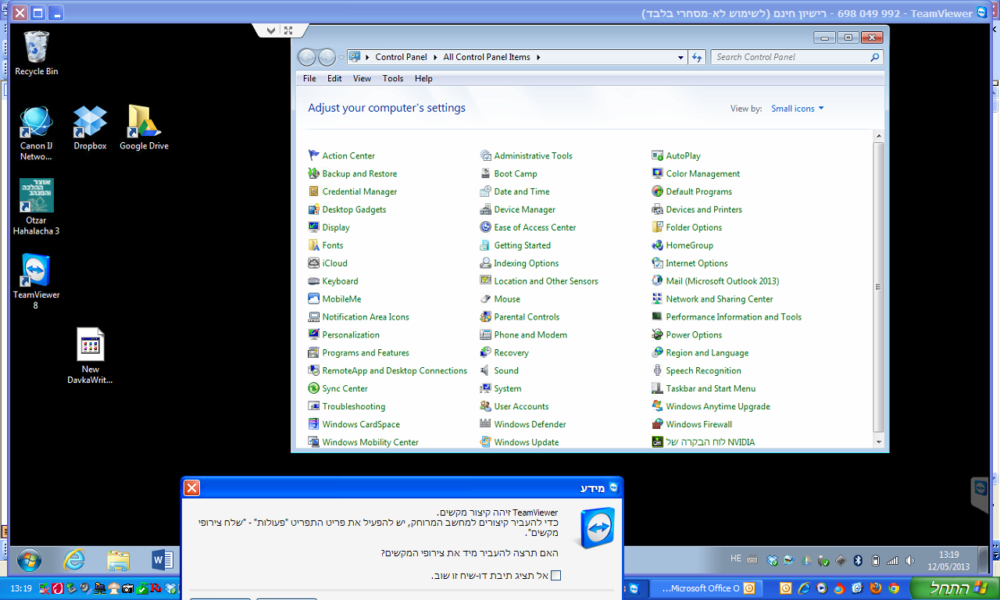 698 049 992 - TeamViewer - רישיון חינם (לשימוש לא-מסחרי בלבד)
Recycle Bin
Canon IJ
Netwo...
Dropbox
Google Drive
אוצר
ההלכה
והמנהג
Otzar
Hahalacha 3
TeamViewer
8
New
DavkaWrit...
Control Panel
All Control Panel Items
Search Control Panel
File Edit View Tools Help
Adjust your computer's settings
View by: Small icons
Action Center
Administrative Tools
AutoPlay
Backup and Restore
Boot Camp
Color Management
Credential Manager
Date and Time
Default Programs
Desktop Gadgets
Device Manager
Devices and Printers
Display
Ease of Access Center
Folder Options
Fonts
Getting Started
HomeGroup
iCloud
Indexing Options
Internet Options
Keyboard
Location and Other Sensors
Mail (Microsoft Outlook 2013)
MobileMe
Mouse
Network and Sharing Center
Notification Area Icons
Parental Controls
Performance Information and Tools
Personalization
Phone and Modem
Power Options
Programs and Features
Recovery
Region and Language
RemoteApp and Desktop Connections
Sound
Speech Recognition
Sync Center
System
Taskbar and Start Menu
Troubleshooting
User Accounts
Windows Anytime Upgrade
Windows CardSpace
Windows Defender
Windows Firewall
Windows Mobility Center
Windows Update
לוח הבקרה של NVIDIA
מידע
TeamViewer זיהה קיצור מקשים.
כדי להעביר קיצורים למחשב המרוחק, יש להפעיל את פריט התפריט "פעולות" - "שלח צירופי
מקשים".
האם תרצה להעביר מיד את צירופי המקשים?
אל תציג תיבת דו-שיח זו שוב.
HE
13:19
12/05/2013
13:19
...Microsoft Office O
התחל